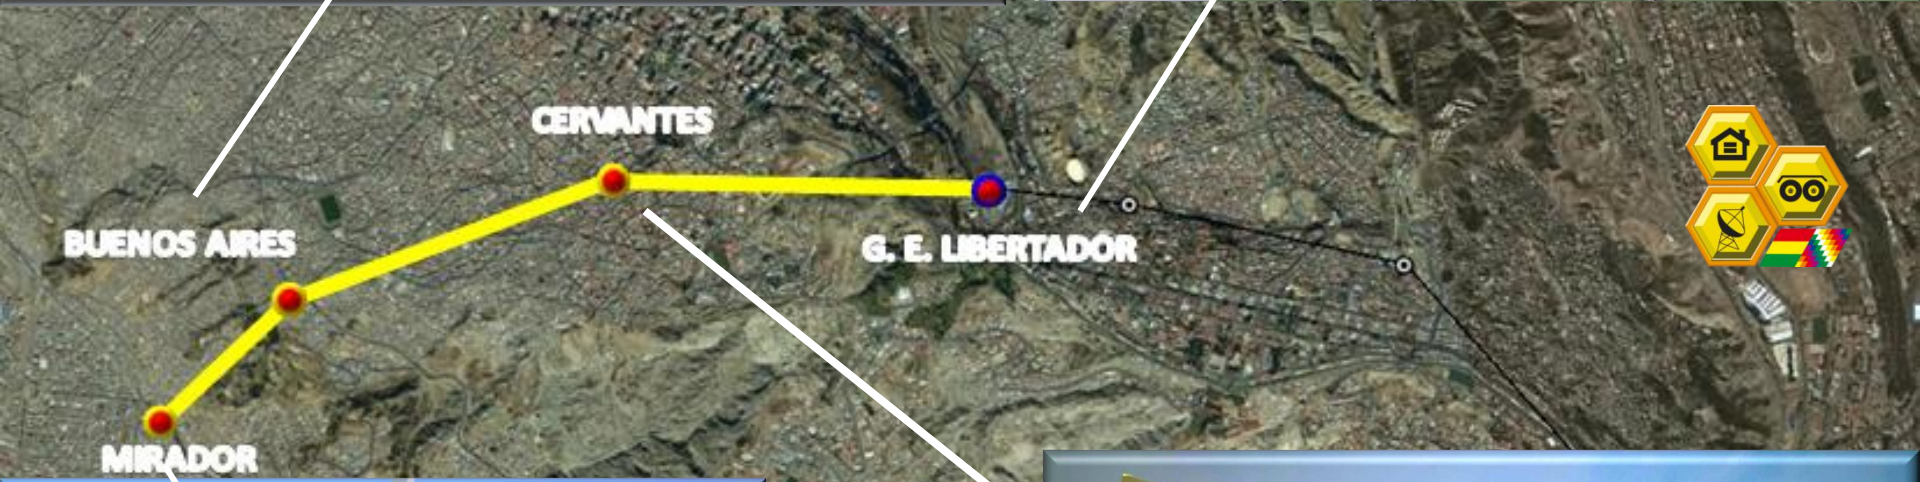 CERVANTES
BUENOS AIRES
G. E. LIBERTADOR
MIRADOR